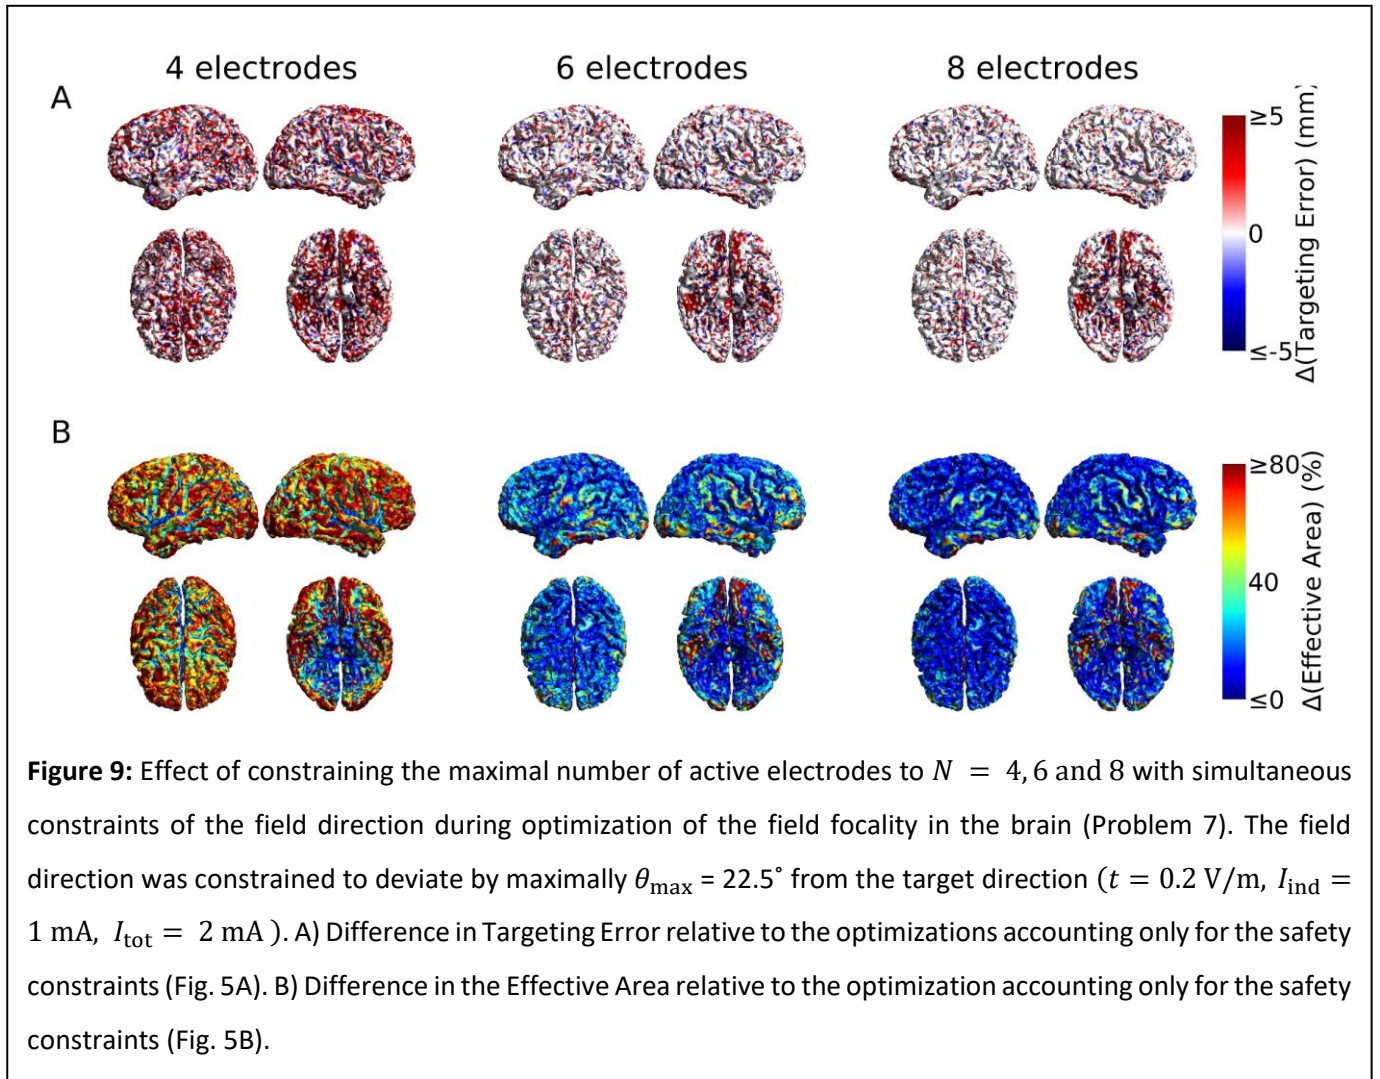 4 electrodes
6 electrodes
8 electrodes
A
≥5
0
≤-5
Δ(Targeting Error) (mm)
B
≥80
40
≤0
Δ(Effective Area) (%)
Figure 9: Effect of constraining the maximal number of active electrodes to N = 4, 6 and 8 with simultaneous
constraints of the field direction during optimization of the field focality in the brain (Problem 7). The field
direction was constrained to deviate by maximally θmax = 22.5˚ from the target direction (t = 0.2 V/m, Iind =
1 mA, Itot = 2 mA ). A) Difference in Targeting Error relative to the optimizations accounting only for the safety
constraints (Fig. 5A). B) Difference in the Effective Area relative to the optimization accounting only for the safety
constraints (Fig. 5B).